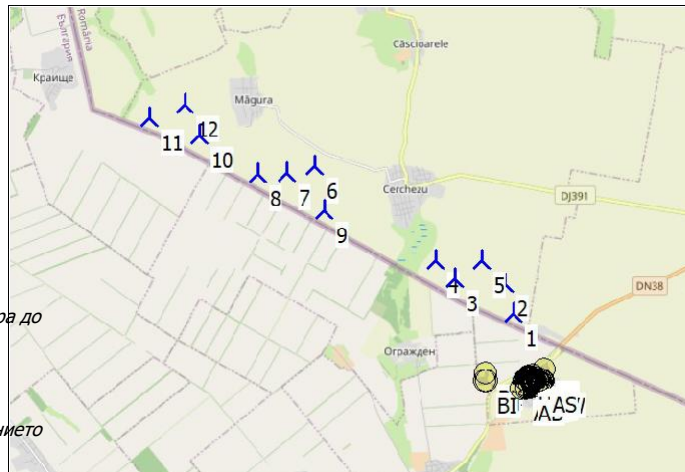 România
България
Căscioarele
Краище
Măgura
12
11
10
6
7
8
9
Cerchezu
DJ391
DN38
5
4
3
2
1
Огражден
ра до
нието